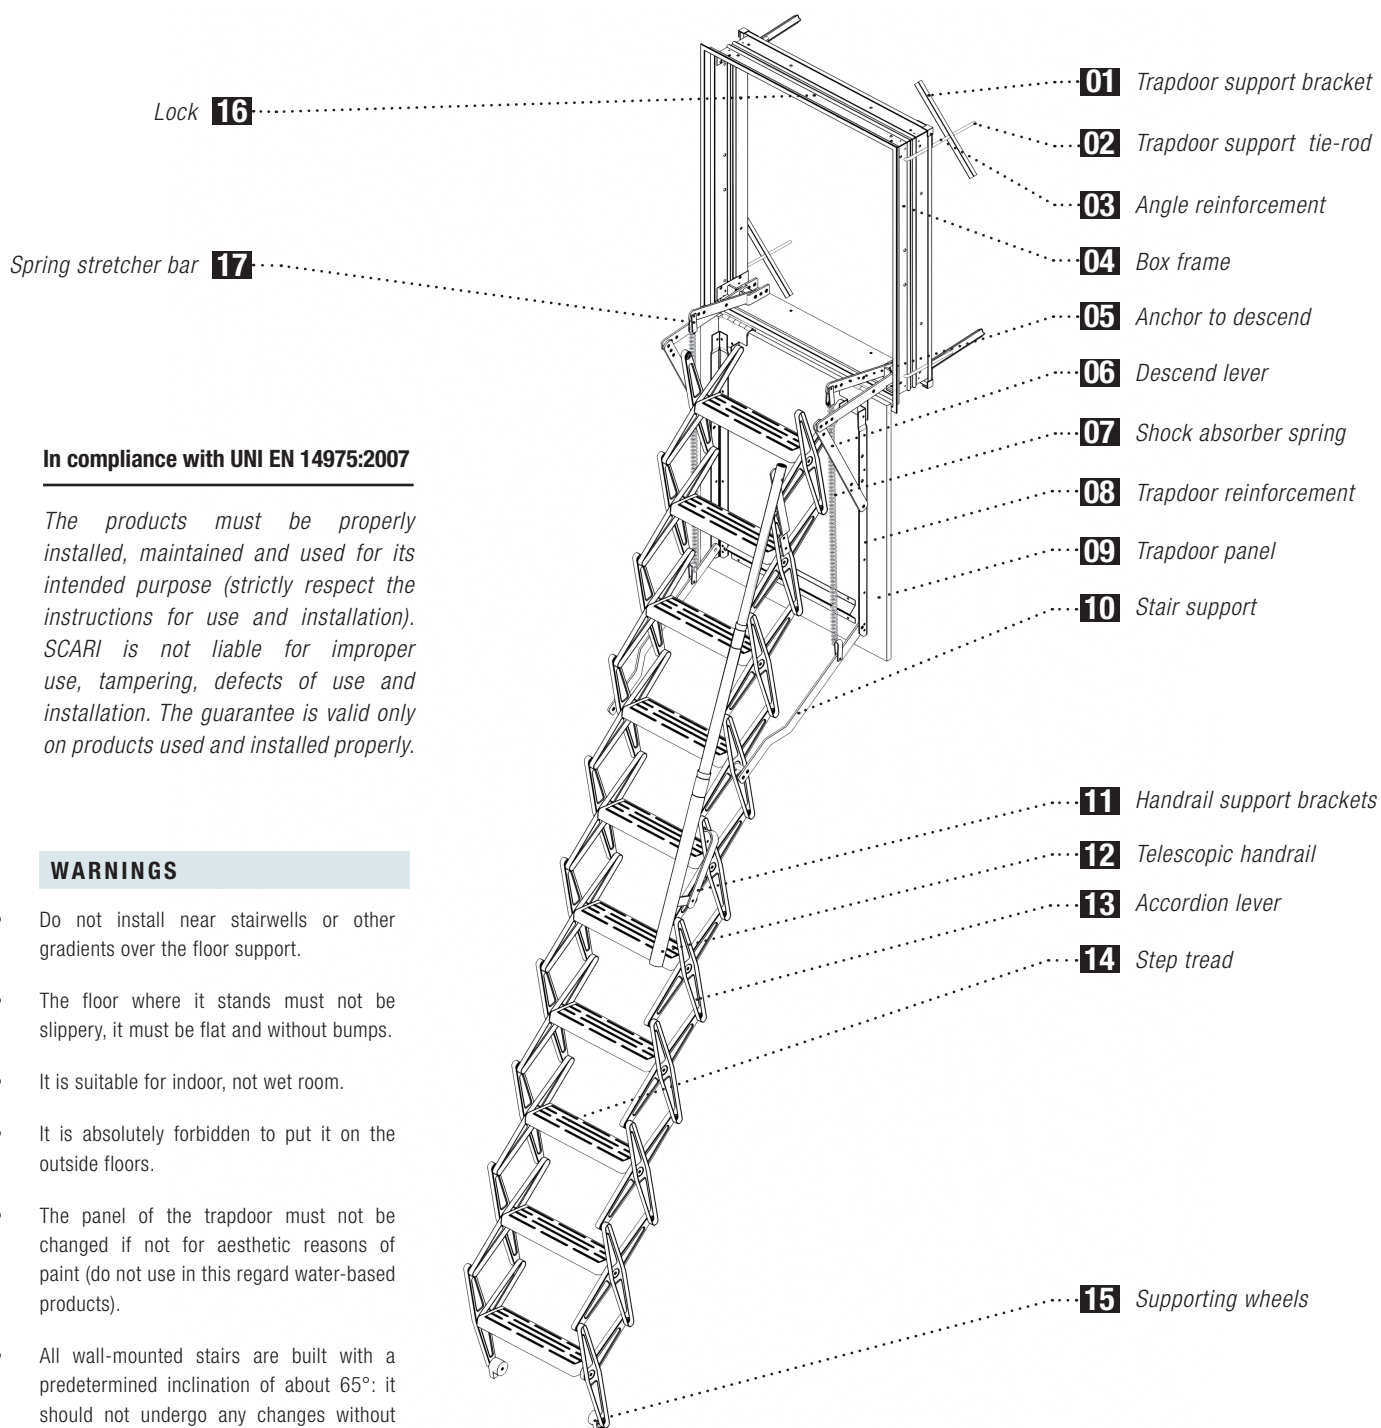 Lock 16
Spring stretcher bar 17
01 Trapdoor support bracket
02 Trapdoor support tie-rod
03 Angle reinforcement
04 Box frame
05 Anchor to descend
06 Descend lever
07 Shock absorber spring
08 Trapdoor reinforcement
09 Trapdoor panel
10 Stair support
11 Handrail support brackets
12 Telescopic handrail
13 Accordion lever
14 Step tread
15 Supporting wheels
In compliance with UNI EN 14975:2007
The products must be properly
installed, maintained and used for its
intended purpose (strictly respect the
instructions for use and installation).
SCARI is not liable for improper
use, tampering, defects of use and
installation. The guarantee is valid only
on products used and installed properly.
WARNINGS
Do not install near stairwells or other
gradients over the floor support.
The floor where it stands must not be
slippery, it must be flat and without bumps.
It is suitable for indoor, not wet room.
It is absolutely forbidden to put it on the
outside floors.
The panel of the trapdoor must not be
changed if not for aesthetic reasons of
paint (do not use in this regard water-based
products).
All wall-mounted stairs are built with a
predetermined inclination of about 65°: it
should not undergo any changes without